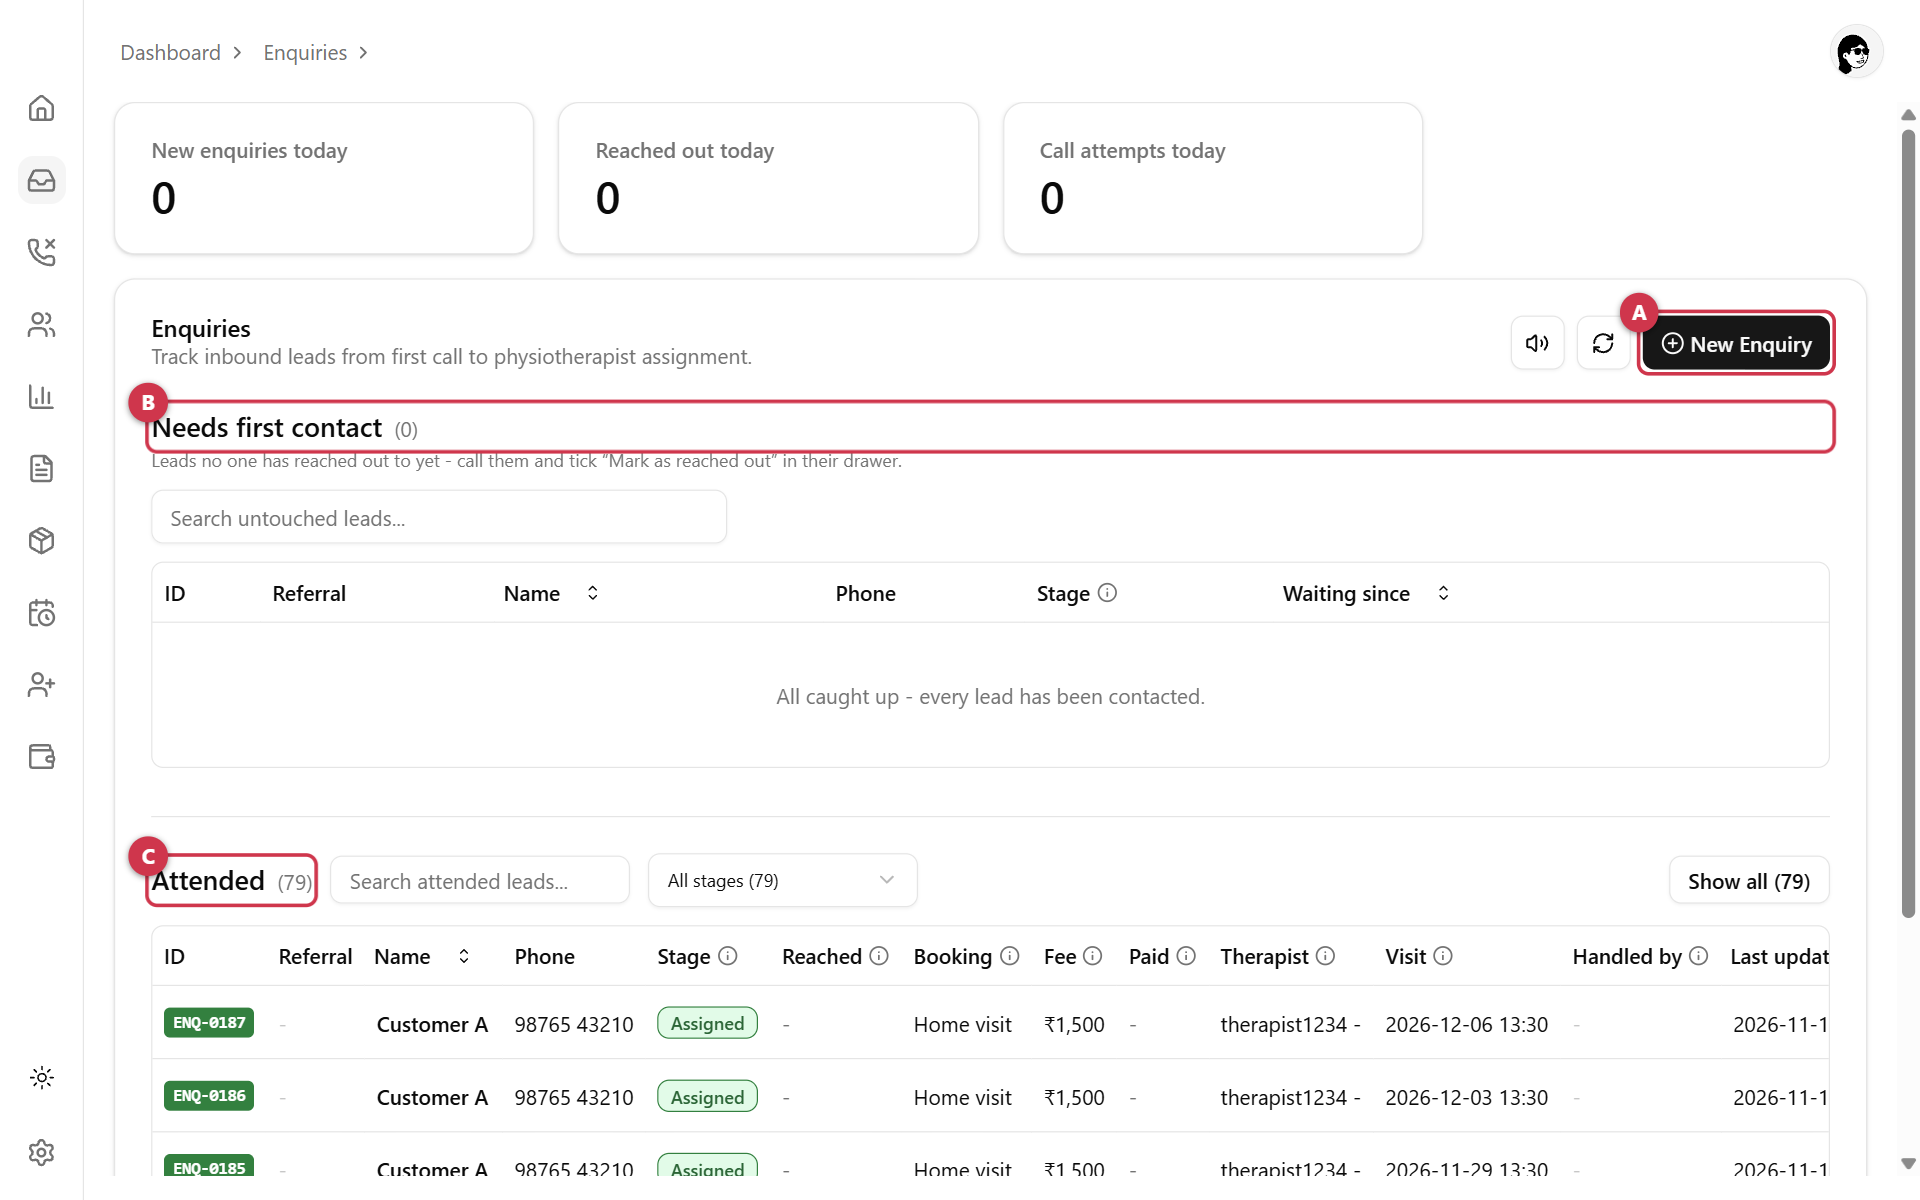 Dashboard > Enquiries >
New enquiries today
0
Reached out today
0
Call attempts today
0
Enquiries
Track inbound leads from first call to physiotherapist assignment.
A
New Enquiry
B
Needs first contact (0)
Leads no one has reached out to yet - call them and tick “Mark as reached out” in their drawer.
Search untouched leads...
ID Referral Name Phone Stage Waiting since
All caught up - every lead has been contacted.
C
Attended (79) Search attended leads... All stages (79) Show all (79)
ID Referral Name Phone Stage Reached Booking Fee Paid Therapist Visit Handled by Last updat
ENQ-0187 - Customer A 98765 43210 Assigned - Home visit ₹1,500 - therapist1234 - 2026-12-06 13:30 - 2026-11-1
ENQ-0186 - Customer A 98765 43210 Assigned - Home visit ₹1,500 - therapist1234 - 2026-12-03 13:30 - 2026-11-1
ENQ-0185 - Customer A 98765 43210 Assigned - Home visit ₹1,500 - therapist1234 - 2026-11-29 13:30 - 2026-11-1